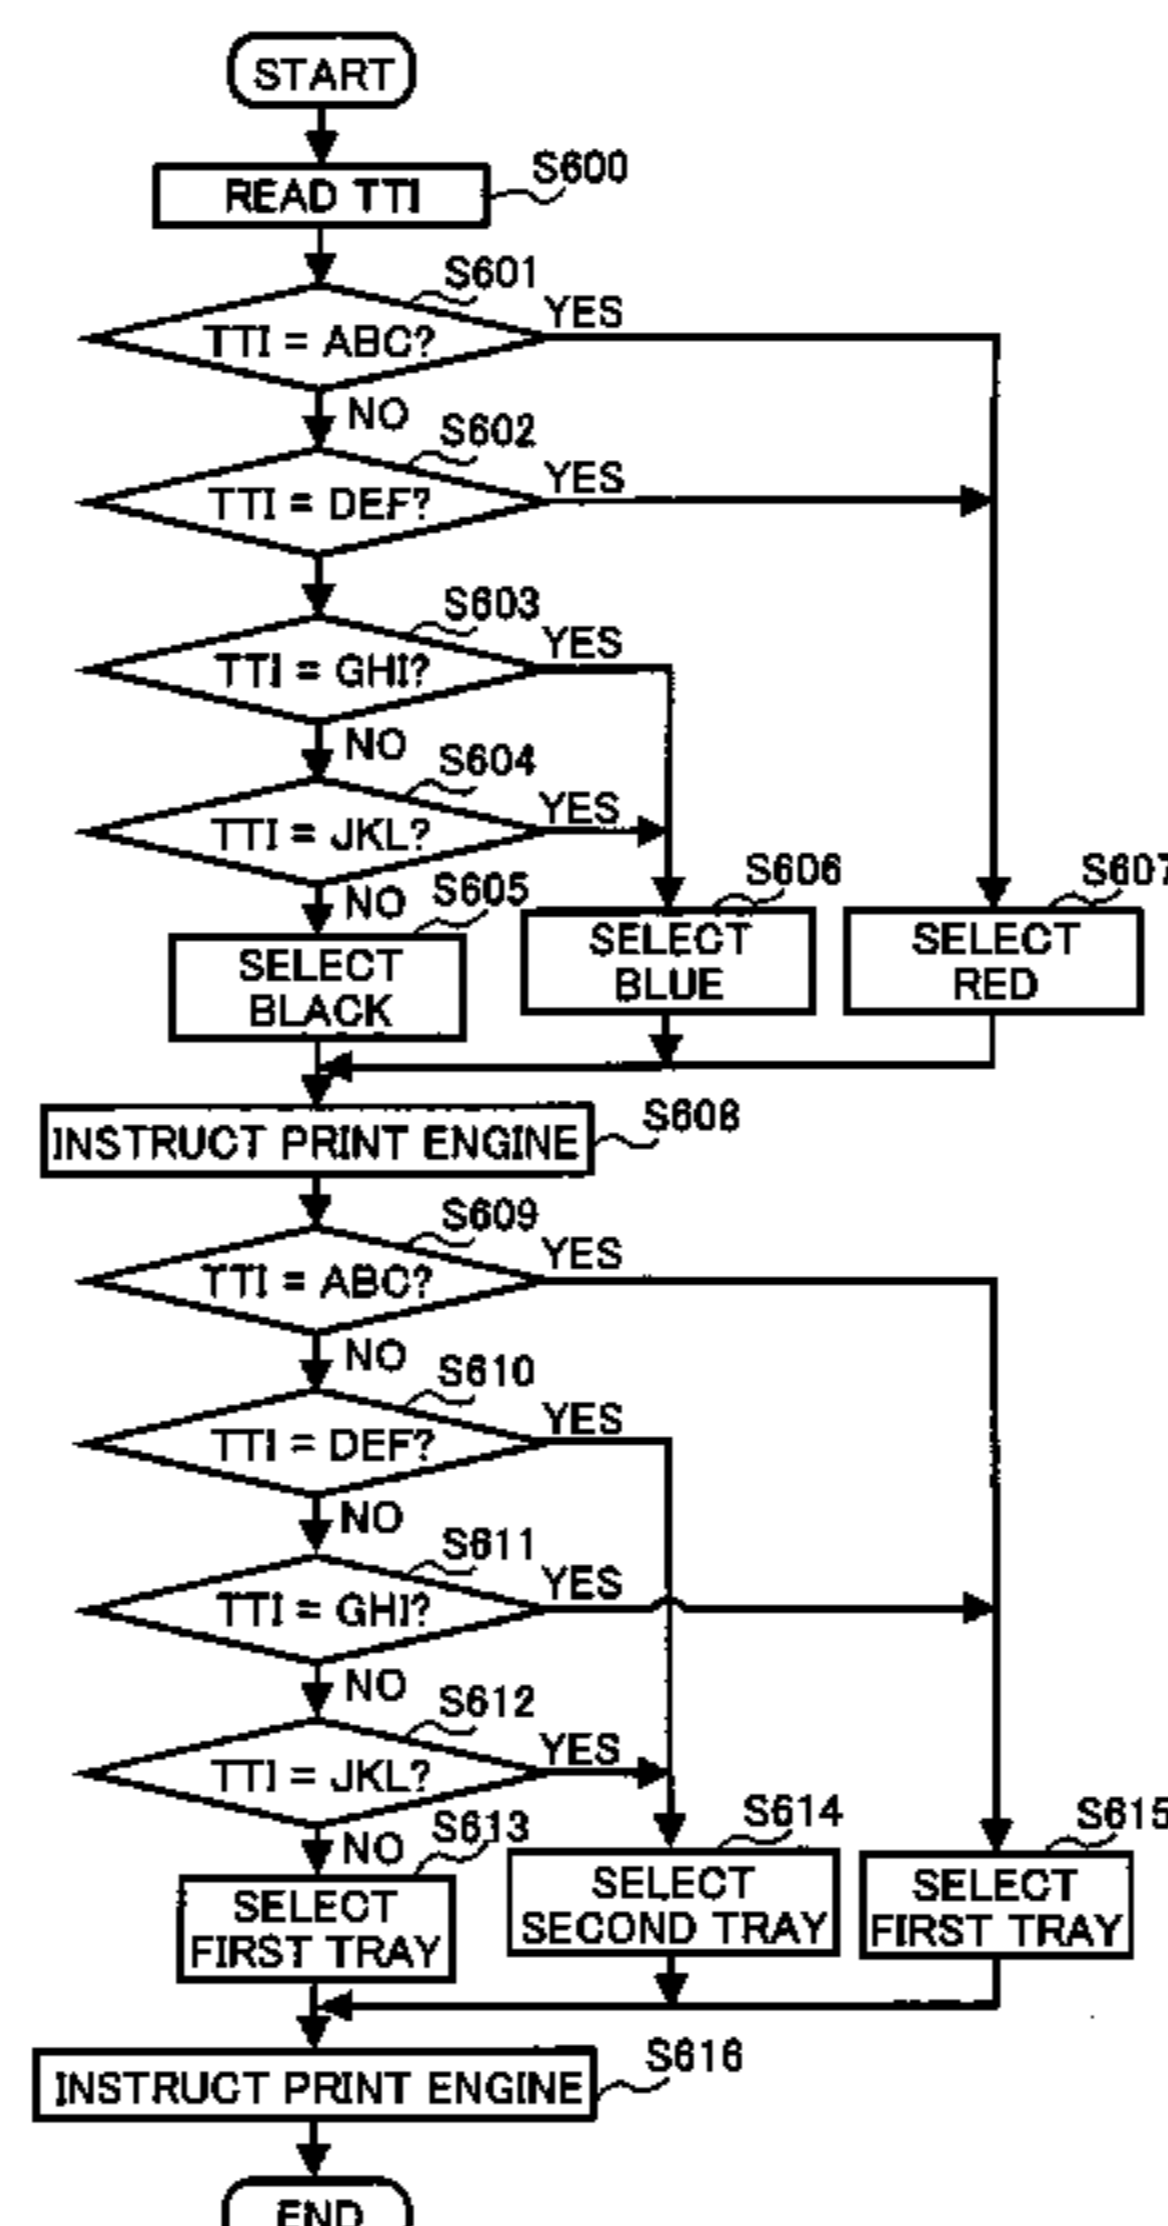 START
READ TTI
S600
S601
TTI = ABC?
YES
NO
S602
TTI = DEF?
YES
S603
TTI = GHI?
YES
NO
S604
TTI = JKL?
YES
NO
S605
SELECT
BLACK
S606
SELECT
BLUE
S607
SELECT
RED
INSTRUCT PRINT ENGINE
S608
S609
TTI = ABC?
YES
NO
S610
TTI = DEF?
YES
NO
S611
TTI = GHI?
YES
NO
S612
TTI = JKL?
YES
NO
S613
SELECT
FIRST TRAY
S614
SELECT
SECOND TRAY
S615
SELECT
FIRST TRAY
INSTRUCT PRINT ENGINE
S616
END